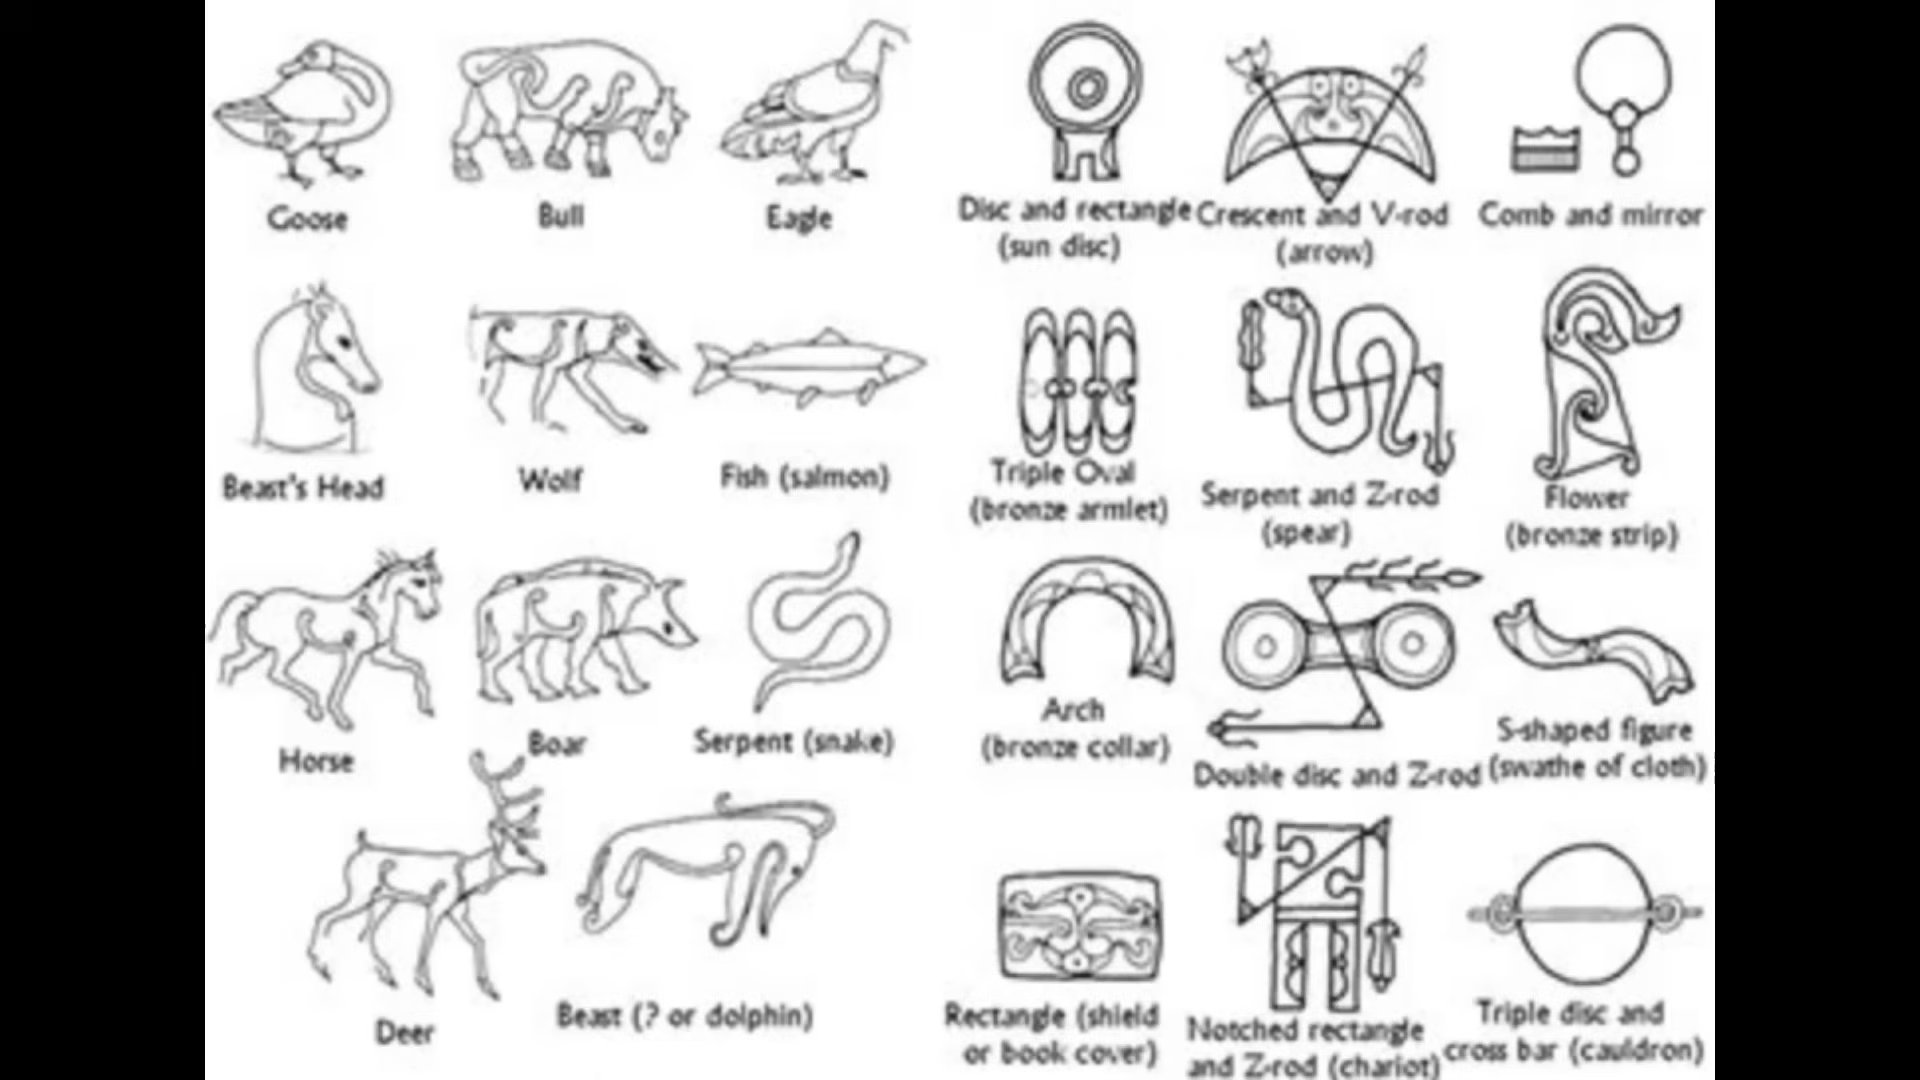 Goose
Bull
Eagle
Disc and rectangle
(sun disc)
Crescent and V-rod
(arrow)
Comb and mirror
Beast's Head
Wolf
Fish (salmon)
Triple Oval
(bronze armlet)
Serpent and Z-rod
(spear)
Flower
(bronze strip)
Horse
Boar
Serpent (snake)
Arch
(bronze collar)
Double disc and Z-rod
S-shaped figure
(swathe of cloth)
Deer
Beast (? or dolphin)
Rectangle (shield
or book cover)
Notched rectangle
and Z-rod (chariot)
Triple disc and
cross bar (cauldron)